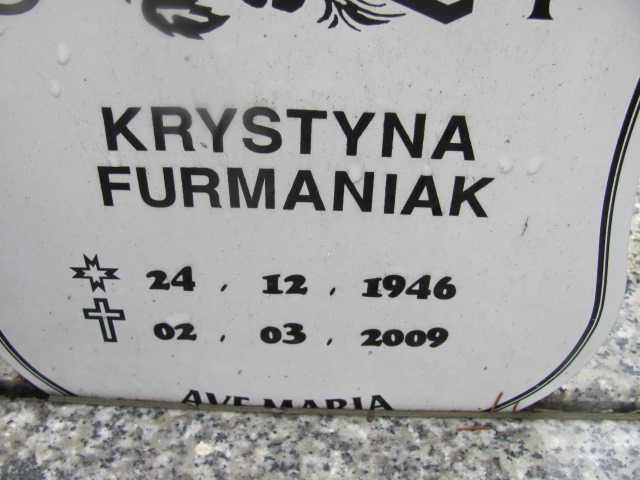 KRYSTYNA
FURMANIAK
24 . 12 . 1946
02 . 03 . 2009
AVE MARIA